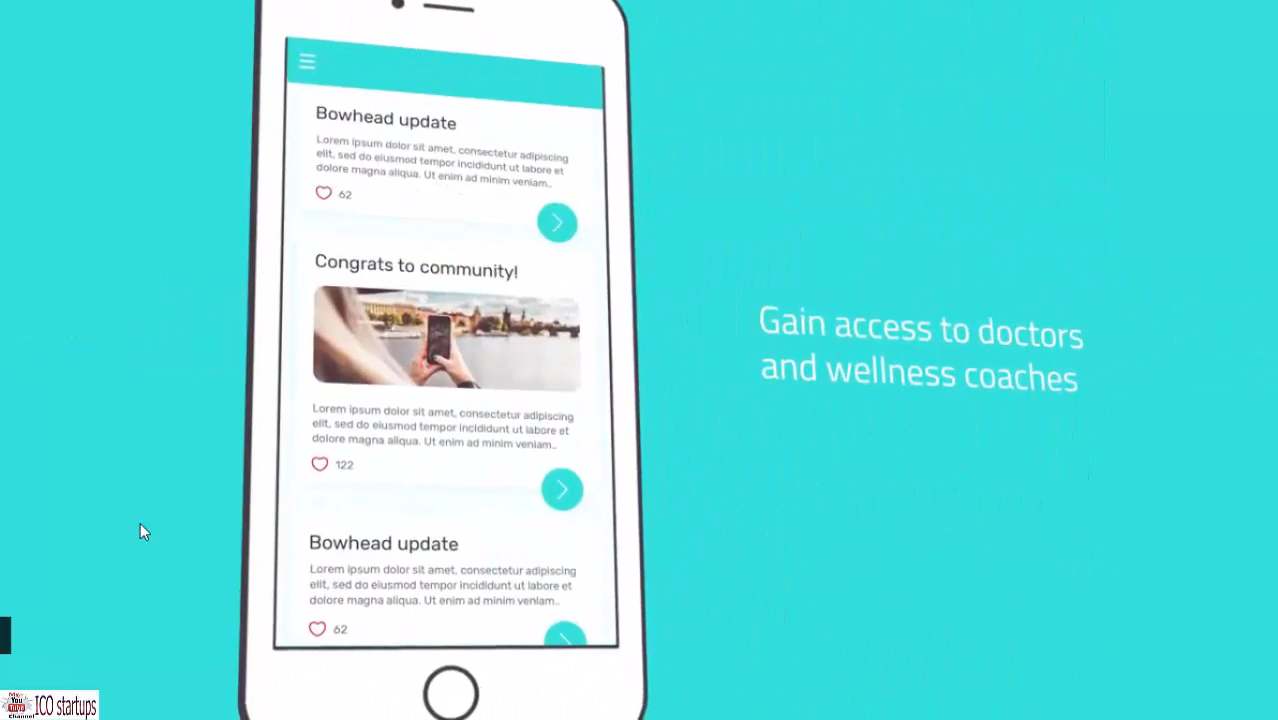 Bowhead update
Lorem ipsum dolor sit amet, consectetur adipiscing
elit, sed do eiusmod tempor incididunt ut labore et
dolore magna aliqua. Ut enim ad minim veniam..
62
Congrats to community!
Lorem ipsum dolor sit amet, consectetur adipiscing
elit, sed do eiusmod tempor incididunt ut labore et
dolore magna aliqua. Ut enim ad minim veniam..
122
Bowhead update
Lorem ipsum dolor sit amet, consectetur adipiscing
elit, sed do eiusmod tempor incididunt ut labore et
dolore magna aliqua. Ut enim ad minim veniam..
62
Gain access to doctors
and wellness coaches
My
You
Tube
Channel
ICO startups